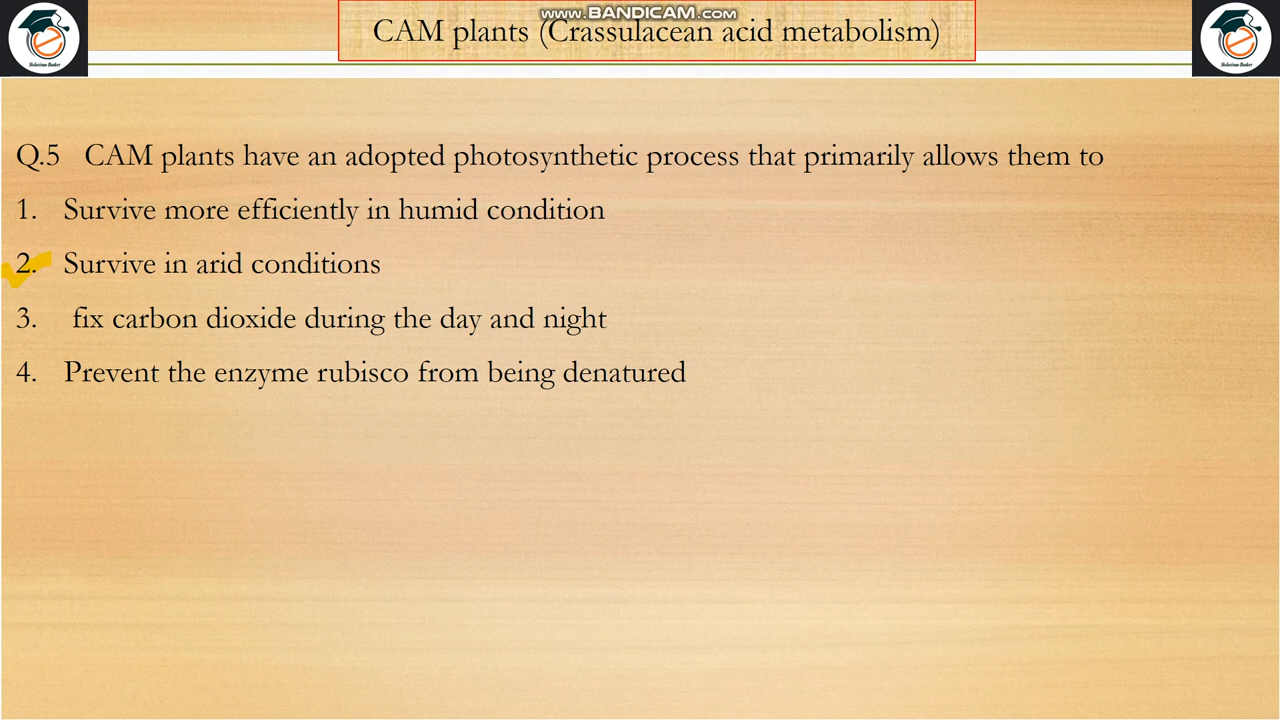 www.BANDICAM.com
CAM plants (Crassulacean acid metabolism)
Q.5 CAM plants have an adopted photosynthetic process that primarily allows them to
1. Survive more efficiently in humid condition
2. Survive in arid conditions
3. fix carbon dioxide during the day and night
4. Prevent the enzyme rubisco from being denatured